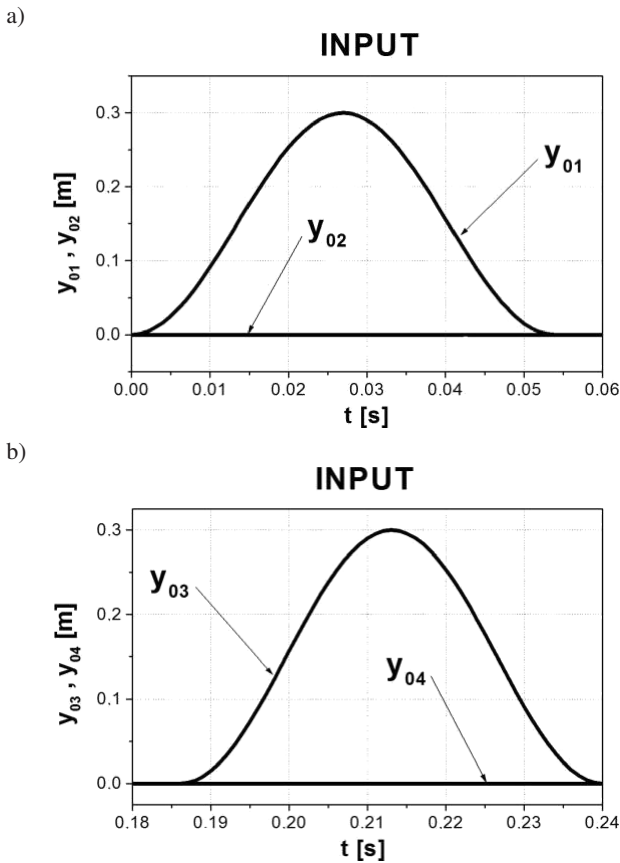 a)
INPUT
0.3
0.2
0.1
0.0
y01 , y02 [m]
y01
y02
0.00 0.01 0.02 0.03 0.04 0.05 0.06
t [s]
b)
INPUT
0.3
0.2
0.1
0.0
y03 , y04 [m]
y03
y04
0.18 0.19 0.20 0.21 0.22 0.23 0.24
t [s]